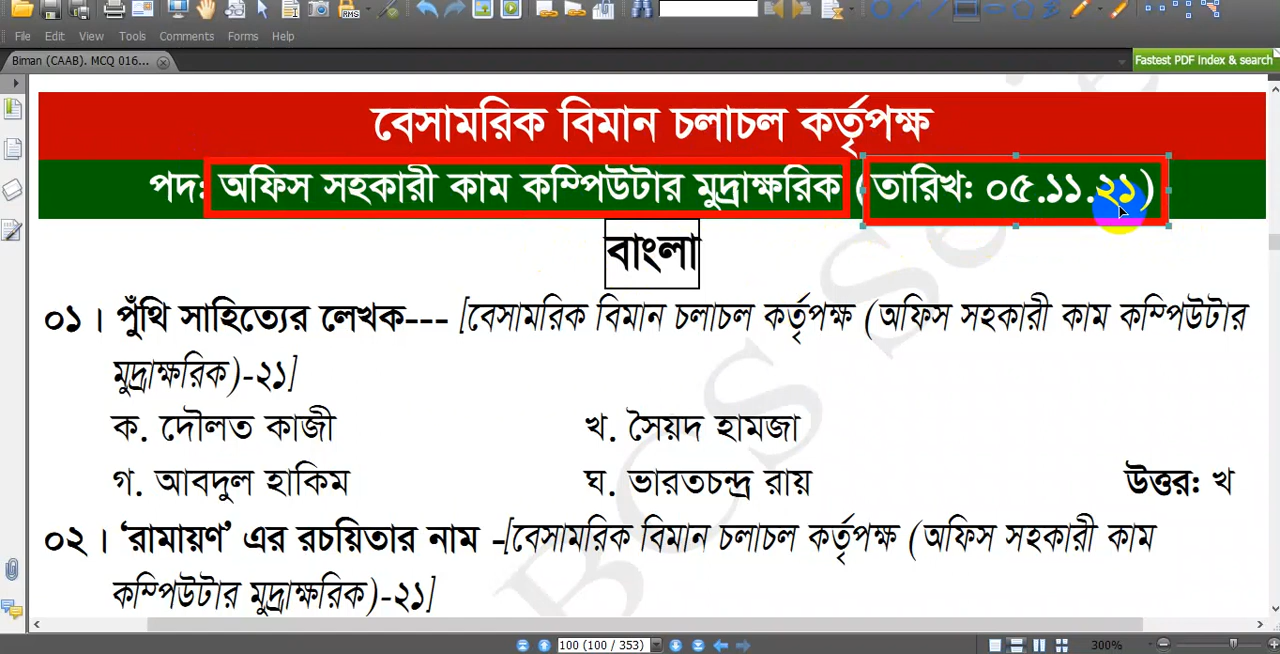 File Edit View Tools Comments Forms Help
Biman (CAAB). MCQ 016...
Fastest PDF Index & search
বেসামরিক বিমান চলাচল কর্তৃপক্ষ
পদ: অফিস সহকারী কাম কম্পিউটার মুদ্রাক্ষরিক (তারিখ: ০৫.১১.২১)
বাংলা
০১। পুঁথি সাহিত্যের লেখক--- [বেসামরিক বিমান চলাচল কর্তৃপক্ষ (অফিস সহকারী কাম কম্পিউটার
মুদ্রাক্ষরিক)-২১]
ক. দৌলত কাজী খ. সৈয়দ হামজা
গ. আবদুল হাকিম ঘ. ভারতচন্দ্র রায় উত্তর: খ
০২। ‘রামায়ণ’ এর রচয়িতার নাম -[বেসামরিক বিমান চলাচল কর্তৃপক্ষ (অফিস সহকারী কাম
কম্পিউটার মুদ্রাক্ষরিক)-২১]
100 (100 / 353) 300%